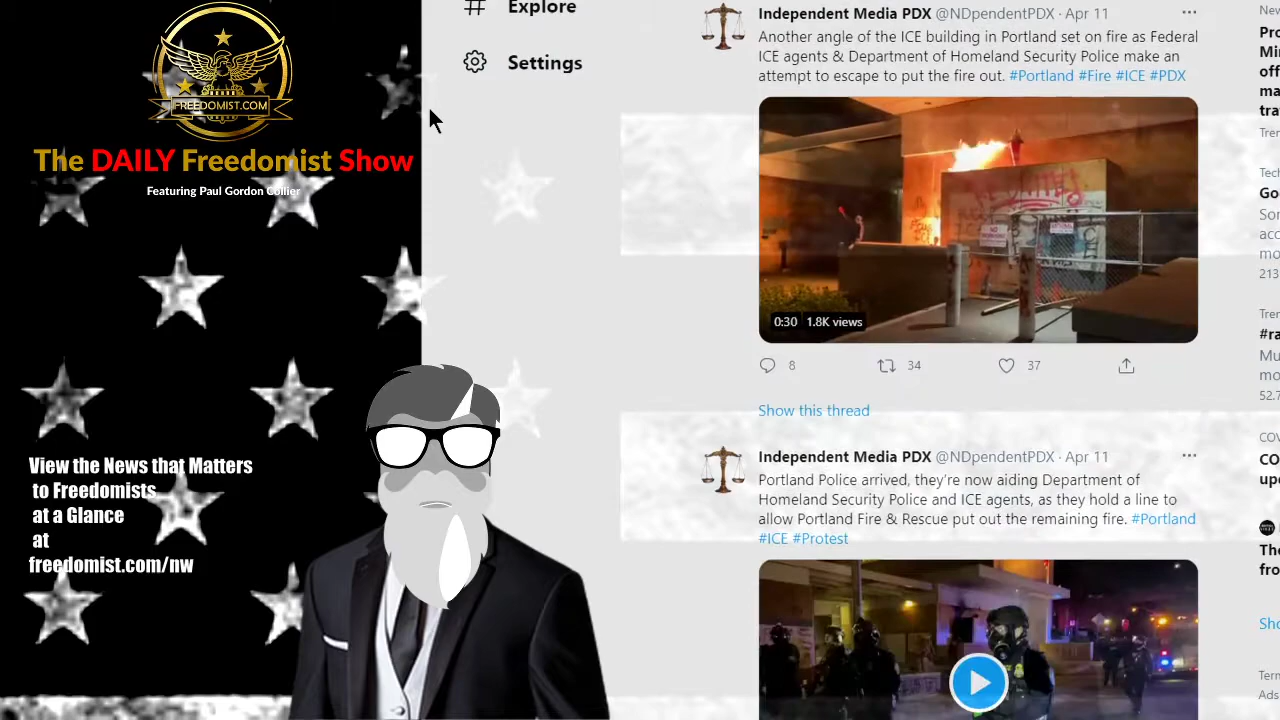 FREEDOMIST.COM
The DAILY Freedomist Show
Featuring Paul Gordon Collier
View the News that Matters
to Freedomists
at a Glance
at
freedomist.com/nw
# Explore
Settings
Independent Media PDX @NDpendentPDX · Apr 11
Another angle of the ICE building in Portland set on fire as Federal
ICE agents & Department of Homeland Security Police make an
attempt to escape to put the fire out. #Portland #Fire #ICE #PDX
0:30 1.8K views
8 34 37
Show this thread
Independent Media PDX @NDpendentPDX · Apr 11
Portland Police arrived, they're now aiding Department of
Homeland Security Police and ICE agents, as they hold a line to
allow Portland Fire & Rescue put out the remaining fire. #Portland
#ICE #Protest